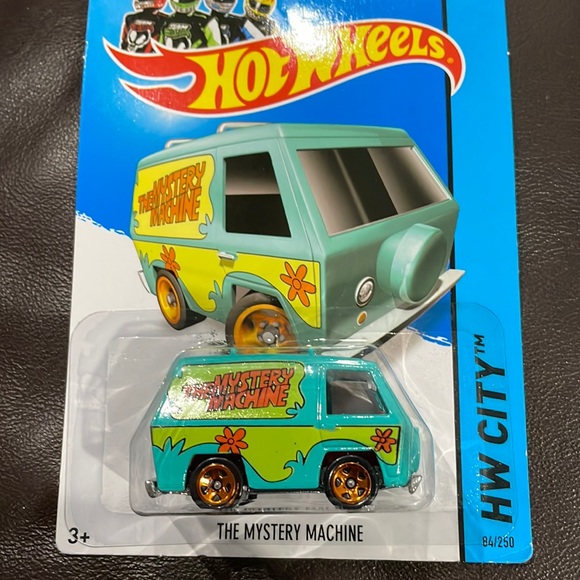 HOT WHEELS
THE MYSTERY
MACHINE
THE MYSTERY
MACHINE
HW CITY™
3+
THE MYSTERY MACHINE
84/250